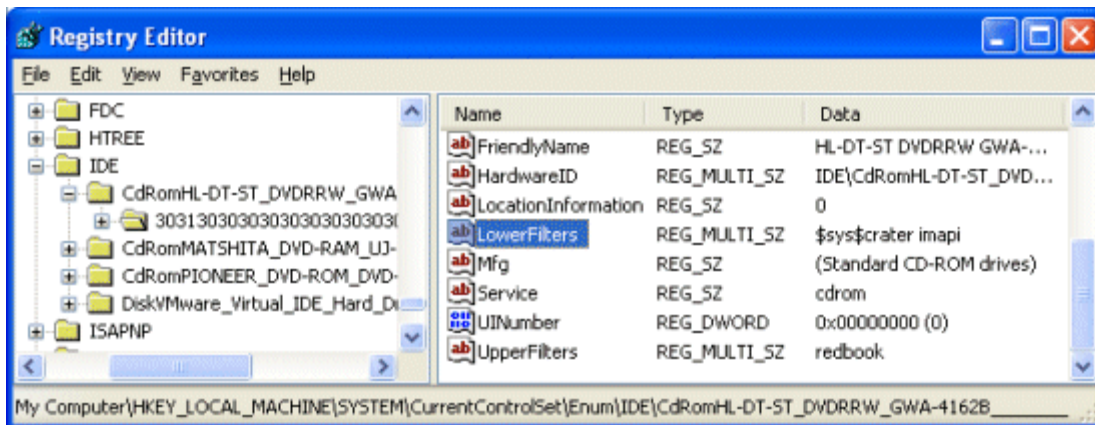 Registry Editor
File Edit View Favorites Help
FDC
HTREE
IDE
CdRomHL-DT-ST_DVDRRW_GWA
CdRomMATSHITA_DVD-RAM_UJ-
CdRomPIONEER_DVD-ROM_DVD-
DiskVMware_Virtual_IDE_Hard_
ISAPNP
Name Type Data
FriendlyName REG_SZ HL-DT-ST DVDRRW GWA-...
HardwareID REG_MULTI_SZ IDE\CdRomHL-DT-ST_DVD...
LocationInformation REG_SZ 0
LowerFilters REG_MULTI_SZ $sys$crater imapi
Mfg REG_SZ (Standard CD-ROM drives)
Service REG_SZ cdrom
UINumber REG_DWORD 0x00000000 (0)
UpperFilters REG_MULTI_SZ redbook
My Computer\HKEY_LOCAL_MACHINE\SYSTEM\CurrentControlSet\Enum\IDE\CdRomHL-DT-ST_DVDRRW_GWA-4162B________